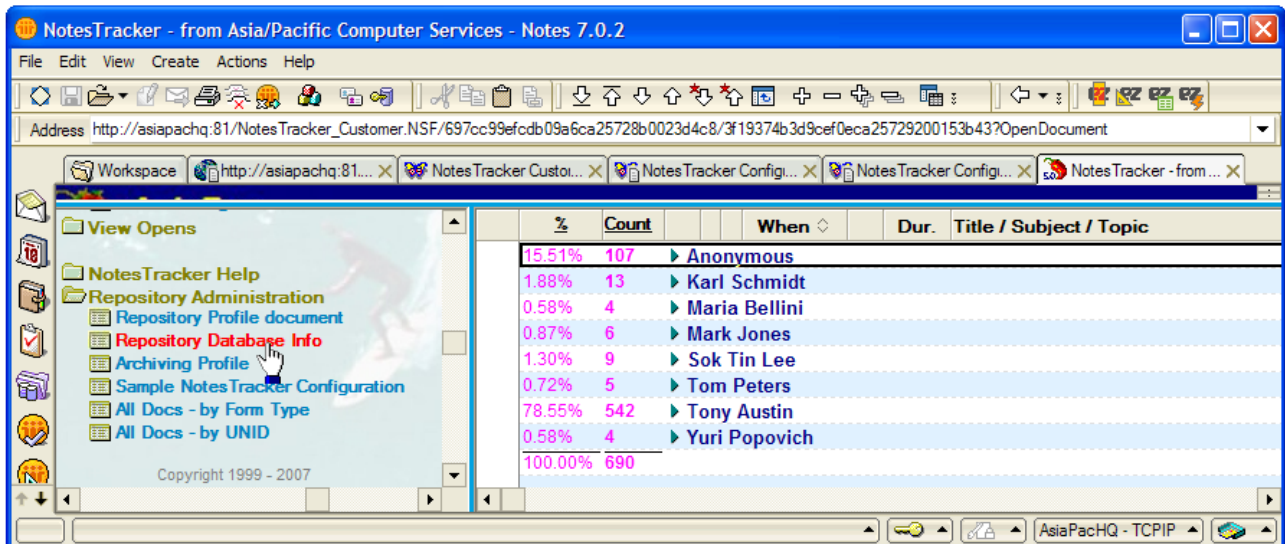 NotesTracker - from Asia/Pacific Computer Services - Notes 7.0.2
File Edit View Create Actions Help
Address http://asiapachq:81/NotesTracker_Customer.NSF/697cc99efcdb09a6ca25728b0023d4c8/3f19374b3d9cef0eca25729200153b43?OpenDocument
Workspace http://asiapachq:81.... NotesTracker Custo... NotesTracker Configu... NotesTracker Configu... NotesTracker - from ...
View Opens
NotesTracker Help
Repository Administration
Repository Profile document
Repository Database Info
Archiving Profile
Sample NotesTracker Configuration
All Docs - by Form Type
All Docs - by UNID
Copyright 1999 - 2007
% Count When Dur. Title / Subject / Topic
15.51% 107 Anonymous
1.88% 13 Karl Schmidt
0.58% 4 Maria Bellini
0.87% 6 Mark Jones
1.30% 9 Sok Tin Lee
0.72% 5 Tom Peters
78.55% 542 Tony Austin
0.58% 4 Yuri Popovich
100.00% 690
AsiaPacHQ - TCPIP